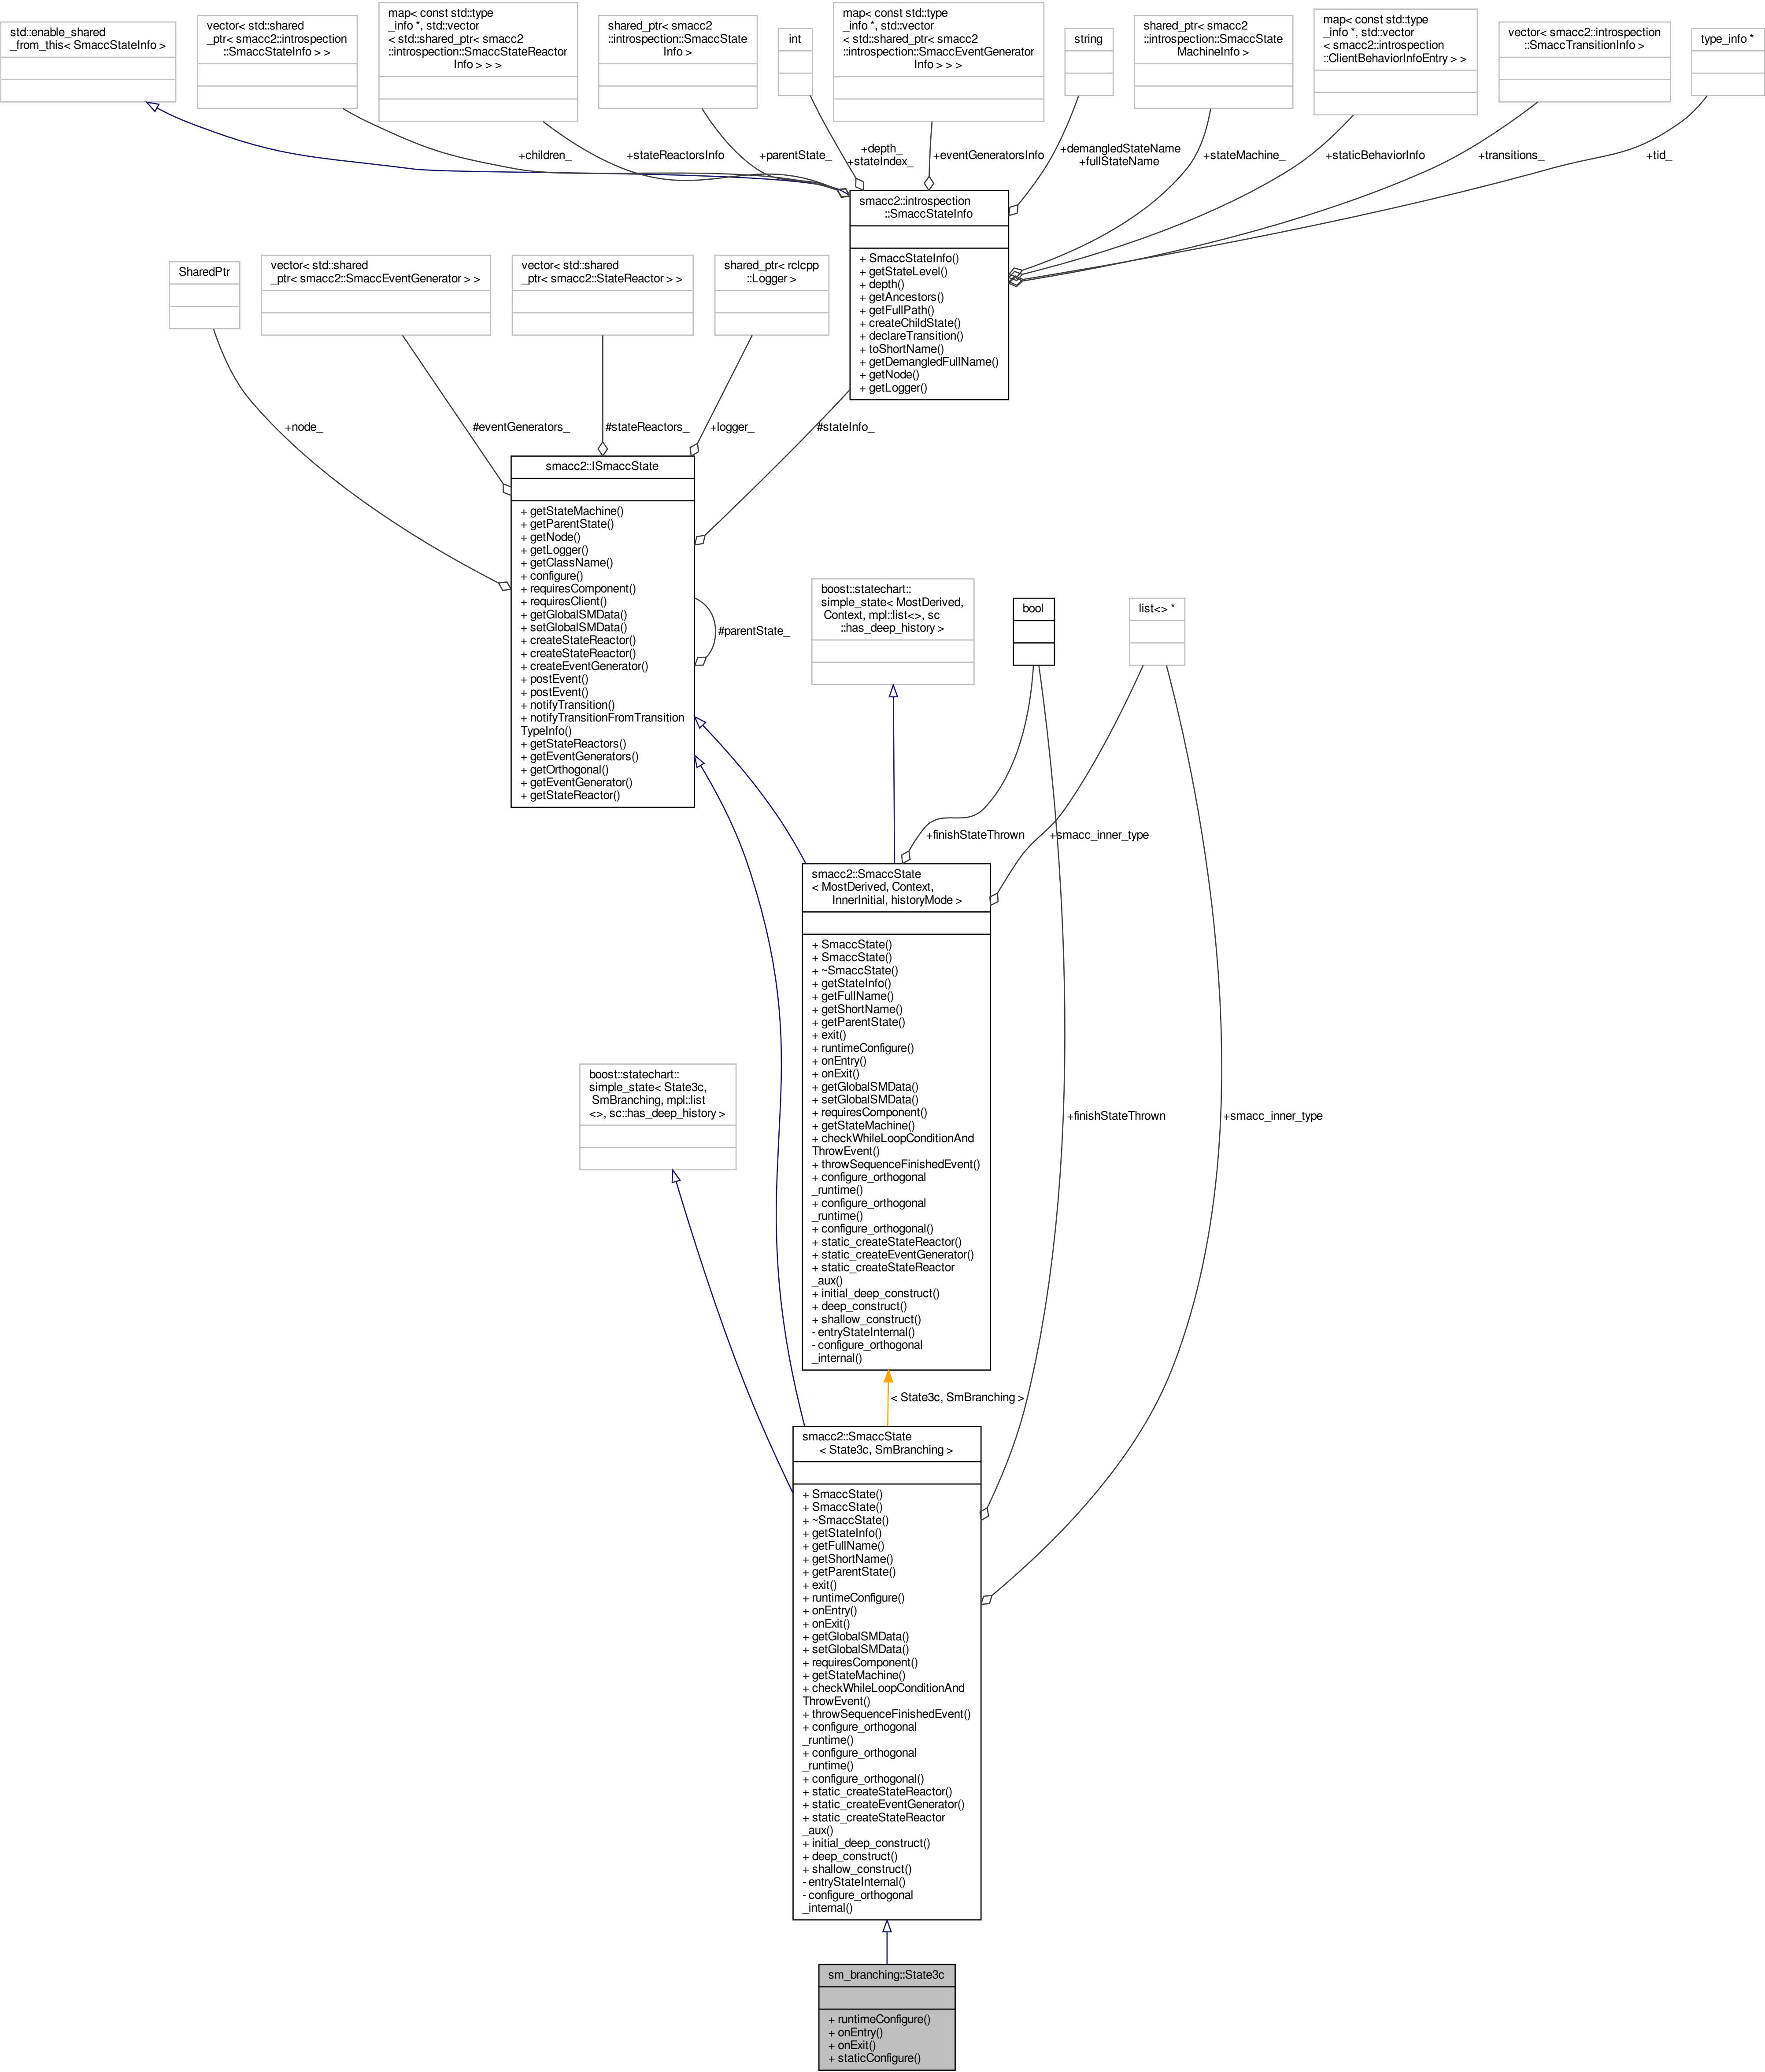 std::enable_shared
_from_this< SmaccStateInfo >
vector< std::shared
_ptr< smacc2::introspection
::SmaccStateInfo > >
map< const std::type
_info *, std::vector
< std::shared_ptr< smacc2
::introspection::SmaccStateReactor
Info > > >
shared_ptr< smacc2
::introspection::SmaccState
Info >
int
map< const std::type
_info *, std::vector
< std::shared_ptr< smacc2
::introspection::SmaccEventGenerator
Info > > >
string
shared_ptr< smacc2
::introspection::SmaccState
MachineInfo >
map< const std::type
_info *, std::vector
< smacc2::introspection
::ClientBehaviorInfoEntry > >
vector< smacc2::introspection
::SmaccTransitionInfo >
type_info *
+children_
+stateReactorsInfo
+parentState_
+depth_
+stateIndex_
+eventGeneratorsInfo
+demangledStateName
+fullStateName
+stateMachine_
+staticBehaviorInfo
+transitions_
+tid_
smacc2::introspection
::SmaccStateInfo
+ SmaccStateInfo()
+ getStateLevel()
+ depth()
+ getAncestors()
+ getFullPath()
+ createChildState()
+ declareTransition()
+ toShortName()
+ getDemangledFullName()
+ getNode()
+ getLogger()
SharedPtr
vector< std::shared
_ptr< smacc2::SmaccEventGenerator > >
vector< std::shared
_ptr< smacc2::StateReactor > >
shared_ptr< rclcpp
::Logger >
+node_
#eventGenerators_
#stateReactors_
+logger_
#stateInfo_
smacc2::ISmaccState
+ getStateMachine()
+ getParentState()
+ getNode()
+ getLogger()
+ getClassName()
+ configure()
+ requiresComponent()
+ requiresClient()
+ getGlobalSMData()
+ setGlobalSMData()
+ createStateReactor()
+ createStateReactor()
+ createEventGenerator()
+ postEvent()
+ postEvent()
+ notifyTransition()
+ notifyTransitionFromTransition
TypeInfo()
+ getStateReactors()
+ getEventGenerators()
+ getOrthogonal()
+ getEventGenerator()
+ getStateReactor()
#parentState_
boost::statechart::
simple_state< MostDerived,
Context, mpl::list<>, sc
::has_deep_history >
bool
list<> *
+finishStateThrown
+smacc_inner_type
smacc2::SmaccState
< MostDerived, Context,
InnerInitial, historyMode >
+ SmaccState()
+ SmaccState()
+ ~SmaccState()
+ getStateInfo()
+ getFullName()
+ getShortName()
+ getParentState()
+ exit()
+ runtimeConfigure()
+ onEntry()
+ onExit()
+ getGlobalSMData()
+ setGlobalSMData()
+ requiresComponent()
+ getStateMachine()
+ checkWhileLoopConditionAnd
ThrowEvent()
+ throwSequenceFinishedEvent()
+ configure_orthogonal
_runtime()
+ configure_orthogonal
_runtime()
+ configure_orthogonal()
+ static_createStateReactor()
+ static_createEventGenerator()
+ static_createStateReactor
_aux()
+ initial_deep_construct()
+ deep_construct()
+ shallow_construct()
- entryStateInternal()
- configure_orthogonal
_internal()
boost::statechart::
simple_state< State3c,
SmBranching, mpl::list
<>, sc::has_deep_history >
+finishStateThrown
+smacc_inner_type
< State3c, SmBranching >
smacc2::SmaccState
< State3c, SmBranching >
+ SmaccState()
+ SmaccState()
+ ~SmaccState()
+ getStateInfo()
+ getFullName()
+ getShortName()
+ getParentState()
+ exit()
+ runtimeConfigure()
+ onEntry()
+ onExit()
+ getGlobalSMData()
+ setGlobalSMData()
+ requiresComponent()
+ getStateMachine()
+ checkWhileLoopConditionAnd
ThrowEvent()
+ throwSequenceFinishedEvent()
+ configure_orthogonal
_runtime()
+ configure_orthogonal
_runtime()
+ configure_orthogonal()
+ static_createStateReactor()
+ static_createEventGenerator()
+ static_createStateReactor
_aux()
+ initial_deep_construct()
+ deep_construct()
+ shallow_construct()
- entryStateInternal()
- configure_orthogonal
_internal()
sm_branching::State3c
+ runtimeConfigure()
+ onEntry()
+ onExit()
+ staticConfigure()